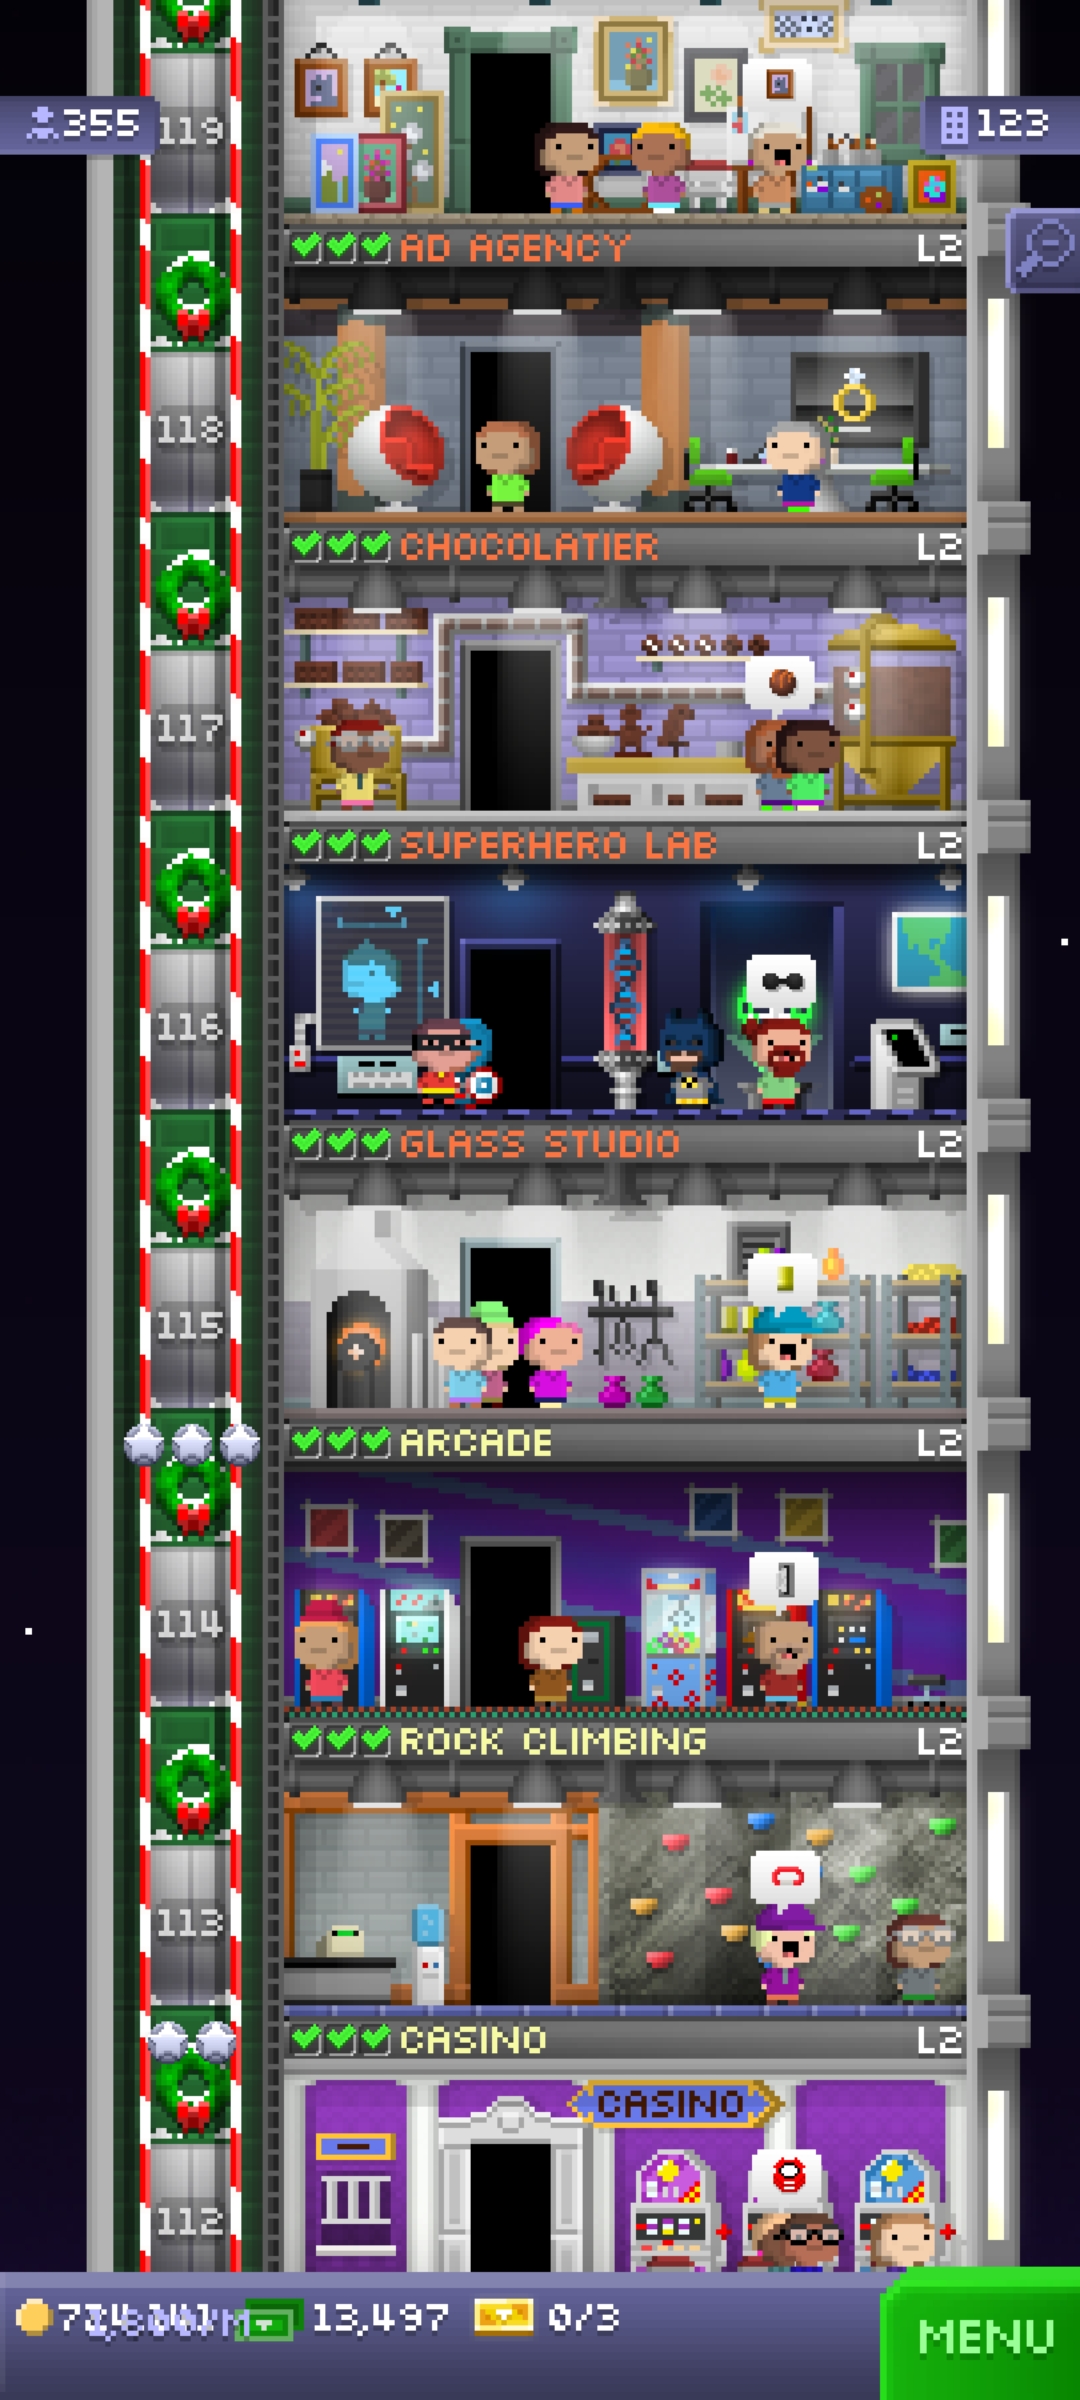 355
119
123
AD AGENCY L2
118
CHOCOLATIER L2
117
SUPERHERO LAB L2
116
GLASS STUDIO L2
115
ARCADE L2
114
ROCK CLIMBING L2
113
CASINO L2
CASINO
112
13,497
0/3
MENU